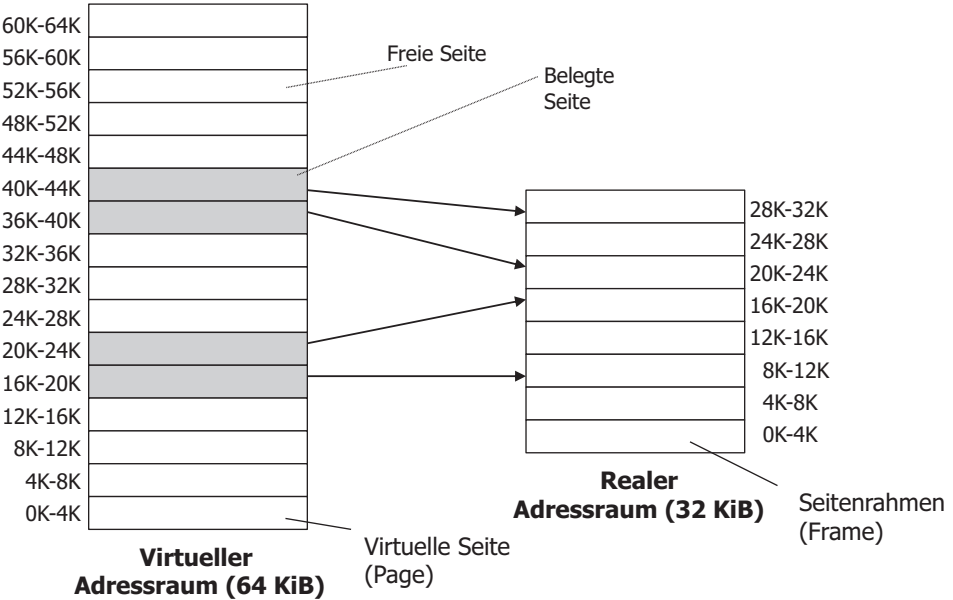 60K-64K
56K-60K
52K-56K
48K-52K
44K-48K
40K-44K
36K-40K
32K-36K
28K-32K
24K-28K
20K-24K
16K-20K
12K-16K
8K-12K
4K-8K
0K-4K
Virtueller
Adressraum (64 KiB)
Freie Seite
Belegte
Seite
Virtuelle Seite
(Page)
28K-32K
24K-28K
20K-24K
16K-20K
12K-16K
8K-12K
4K-8K
0K-4K
Realer
Adressraum (32 KiB)
Seitenrahmen
(Frame)